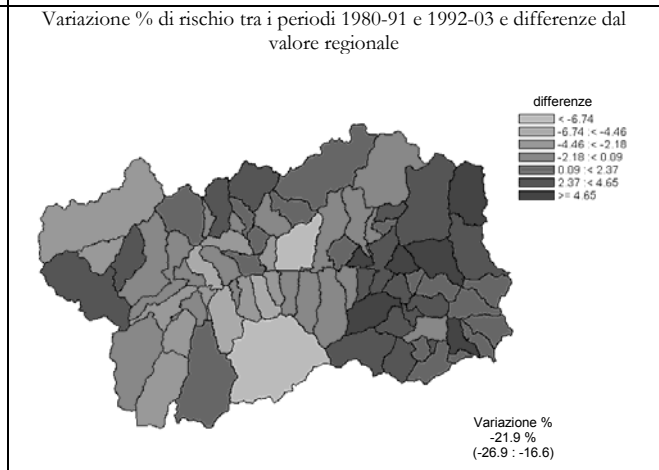 Variazione % di rischio tra i periodi 1980-91 e 1992-03 e differenze dal
valore regionale
differenze
< -6.74
-6.74 :< -4.46
-4.46 :< -2.18
-2.18 :< 0.09
0.09 :< 2.37
2.37 :< 4.65
>= 4.65
Variazione %
-21.9 %
(-26.9 : -16.6)